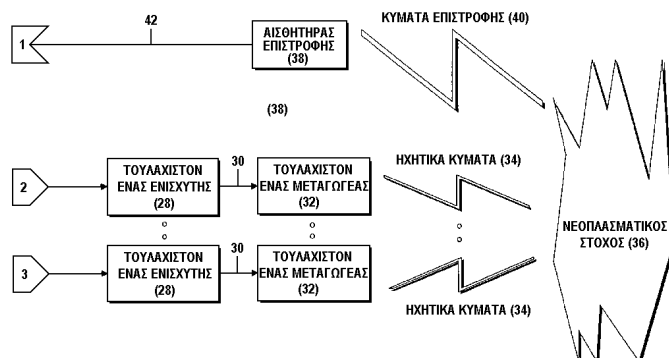 42
1
ΑΙΣΘΗΤΗΡΑΣ
ΕΠΙΣΤΡΟΦΗΣ
(38)
ΚΥΜΑΤΑ ΕΠΙΣΤΡΟΦΗΣ (40)
(38)
2
ΤΟΥΛΑΧΙΣΤΟΝ
ΕΝΑΣ ΕΝΙΣΧΥΤΗΣ
(28)
30
ΤΟΥΛΑΧΙΣΤΟΝ
ΕΝΑΣ ΜΕΤΑΓΩΓΕΑΣ
(32)
ΗΧΗΤΙΚΑ ΚΥΜΑΤΑ (34)
ΝΕΟΠΛΑΣΜΑΤΙΚΟΣ
ΣΤΟΧΟΣ (36)
3
ΤΟΥΛΑΧΙΣΤΟΝ
ΕΝΑΣ ΕΝΙΣΧΥΤΗΣ
(28)
30
ΤΟΥΛΑΧΙΣΤΟΝ
ΕΝΑΣ ΜΕΤΑΓΩΓΕΑΣ
(32)
ΗΧΗΤΙΚΑ ΚΥΜΑΤΑ (34)